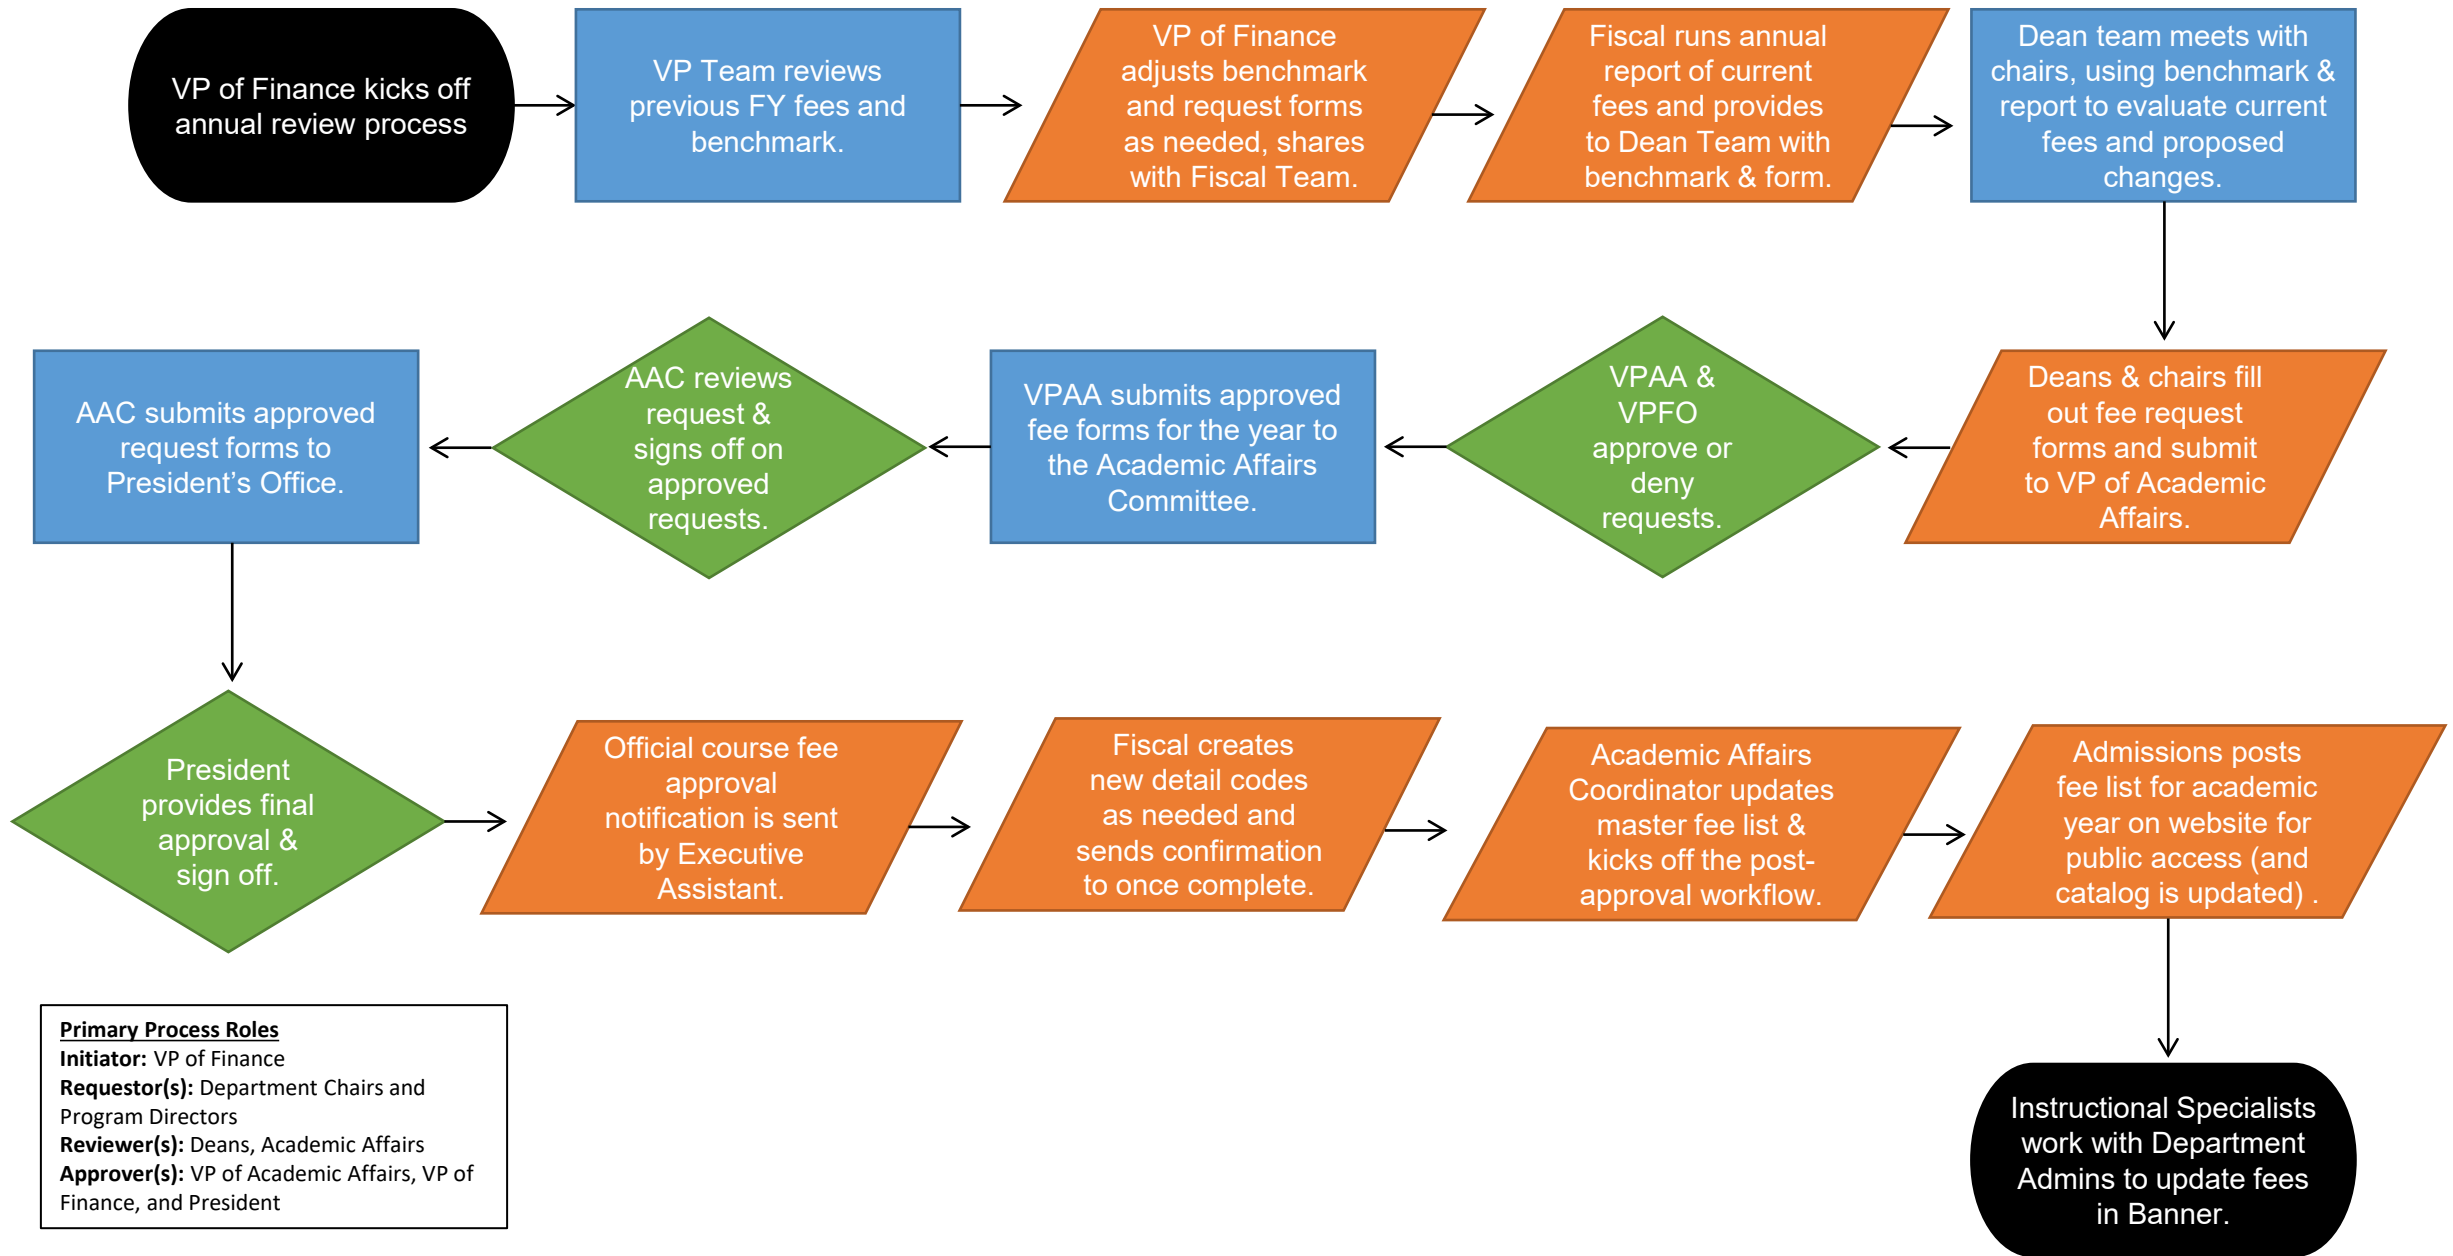 VP of Finance kicks off
annual review process
VP Team reviews
previous FY fees and
benchmark.
VP of Finance
adjusts benchmark
and request forms
as needed, shares
with Fiscal Team.
Fiscal runs annual
report of current
fees and provides
to Dean Team with
benchmark & form.
Dean team meets with
chairs, using benchmark &
report to evaluate current
fees and proposed
changes.
Deans & chairs fill
out fee request
forms and submit
to VP of Academic
Affairs.
VPAA &
VPFO
approve or
deny
requests.
VPAA submits approved
fee forms for the year to
the Academic Affairs
Committee.
AAC reviews
request &
signs off on
approved
requests.
AAC submits approved
request forms to
President’s Office.
President
provides final
approval &
sign off.
Official course fee
approval
notification is sent
by Executive
Assistant.
Fiscal creates
new detail codes
as needed and
sends confirmation
to once complete.
Academic Affairs
Coordinator updates
master fee list &
kicks off the post-
approval workflow.
Admissions posts
fee list for academic
year on website for
public access (and
catalog is updated) .
Instructional Specialists
work with Department
Admins to update fees
in Banner.
Primary Process Roles
Initiator: VP of Finance
Requestor(s): Department Chairs and
Program Directors
Reviewer(s): Deans, Academic Affairs
Approver(s): VP of Academic Affairs, VP of
Finance, and President